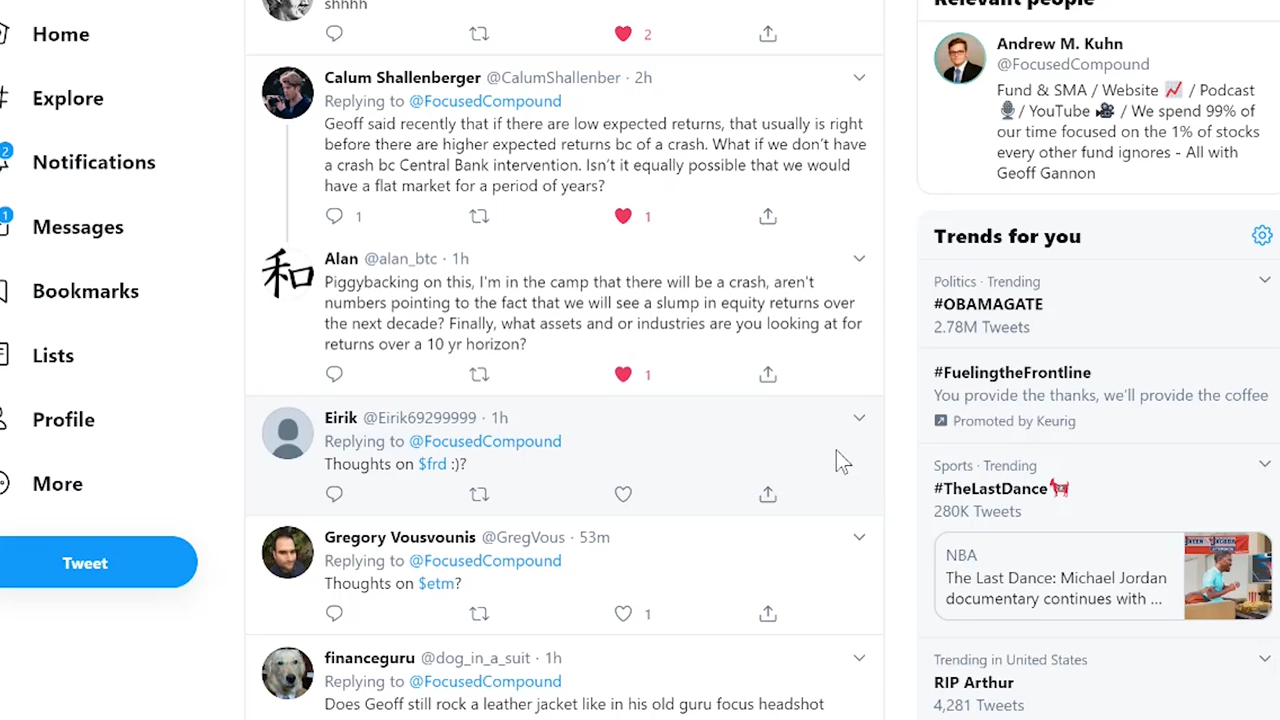 Home
Explore
2
Notifications
1
Messages
Bookmarks
Lists
Profile
More
Tweet
shhhh
2
Calum Shallenberger @CalumShallenber · 2h
Replying to @FocusedCompound
Geoff said recently that if there are low expected returns, that usually is right
before there are higher expected returns bc of a crash. What if we don't have
a crash bc Central Bank intervention. Isn't it equally possible that we would
have a flat market for a period of years?
1 1
和
Alan @alan_btc · 1h
Piggybacking on this, I'm in the camp that there will be a crash, aren't
numbers pointing to the fact that we will see a slump in equity returns over
the next decade? Finally, what assets and or industries are you looking at for
returns over a 10 yr horizon?
1
Eirik @Eirik69299999 · 1h
Replying to @FocusedCompound
Thoughts on $frd :)?
Gregory Vousvounis @GregVous · 53m
Replying to @FocusedCompound
Thoughts on $etm?
1
financeguru @dog_in_a_suit · 1h
Replying to @FocusedCompound
Does Geoff still rock a leather jacket like in his old guru focus headshot
Relevant people
Andrew M. Kuhn
@FocusedCompound
Fund & SMA / Website 📈 / Podcast
🎙/ YouTube 🎥 / We spend 99% of
our time focused on the 1% of stocks
every other fund ignores - All with
Geoff Gannon
Trends for you
Politics · Trending
#OBAMAGATE
2.78M Tweets
#FuelingtheFrontline
You provide the thanks, we'll provide the coffee
Promoted by Keurig
Sports · Trending
#TheLastDance
280K Tweets
NBA
The Last Dance: Michael Jordan
documentary continues with ...
Trending in United States
RIP Arthur
4,281 Tweets